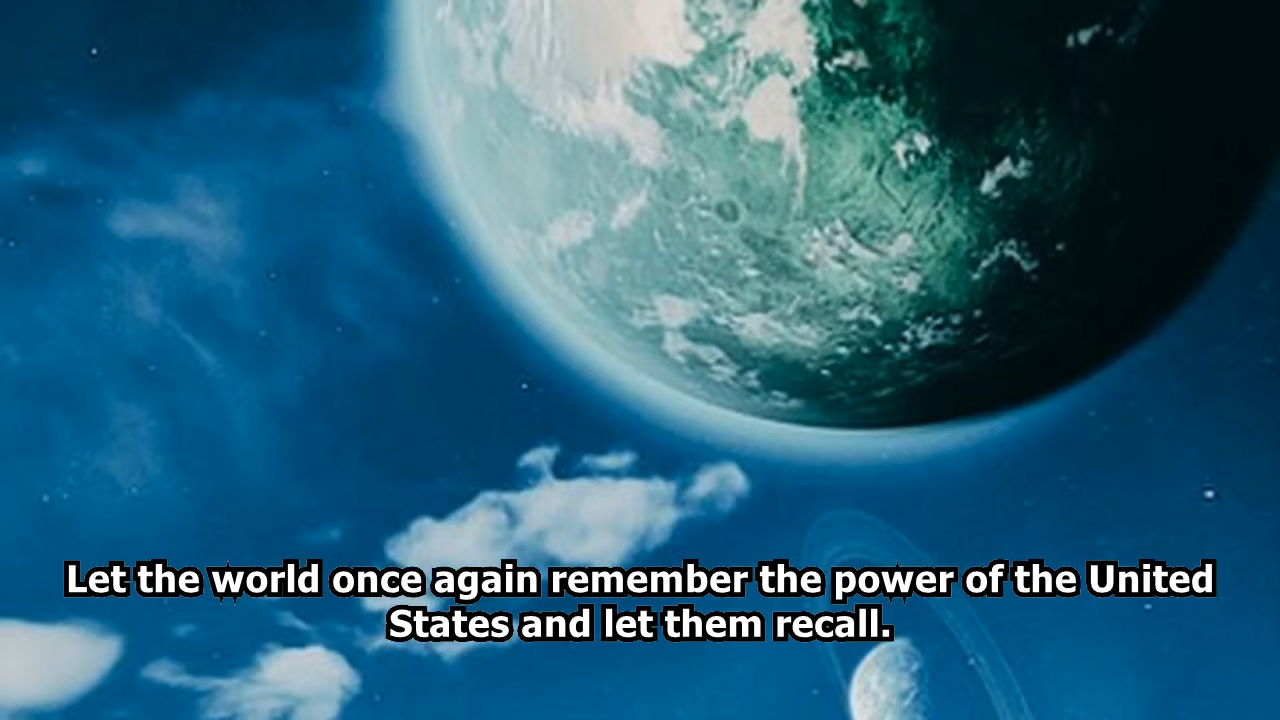 Let the world once again remember the power of the United
States and let them recall.